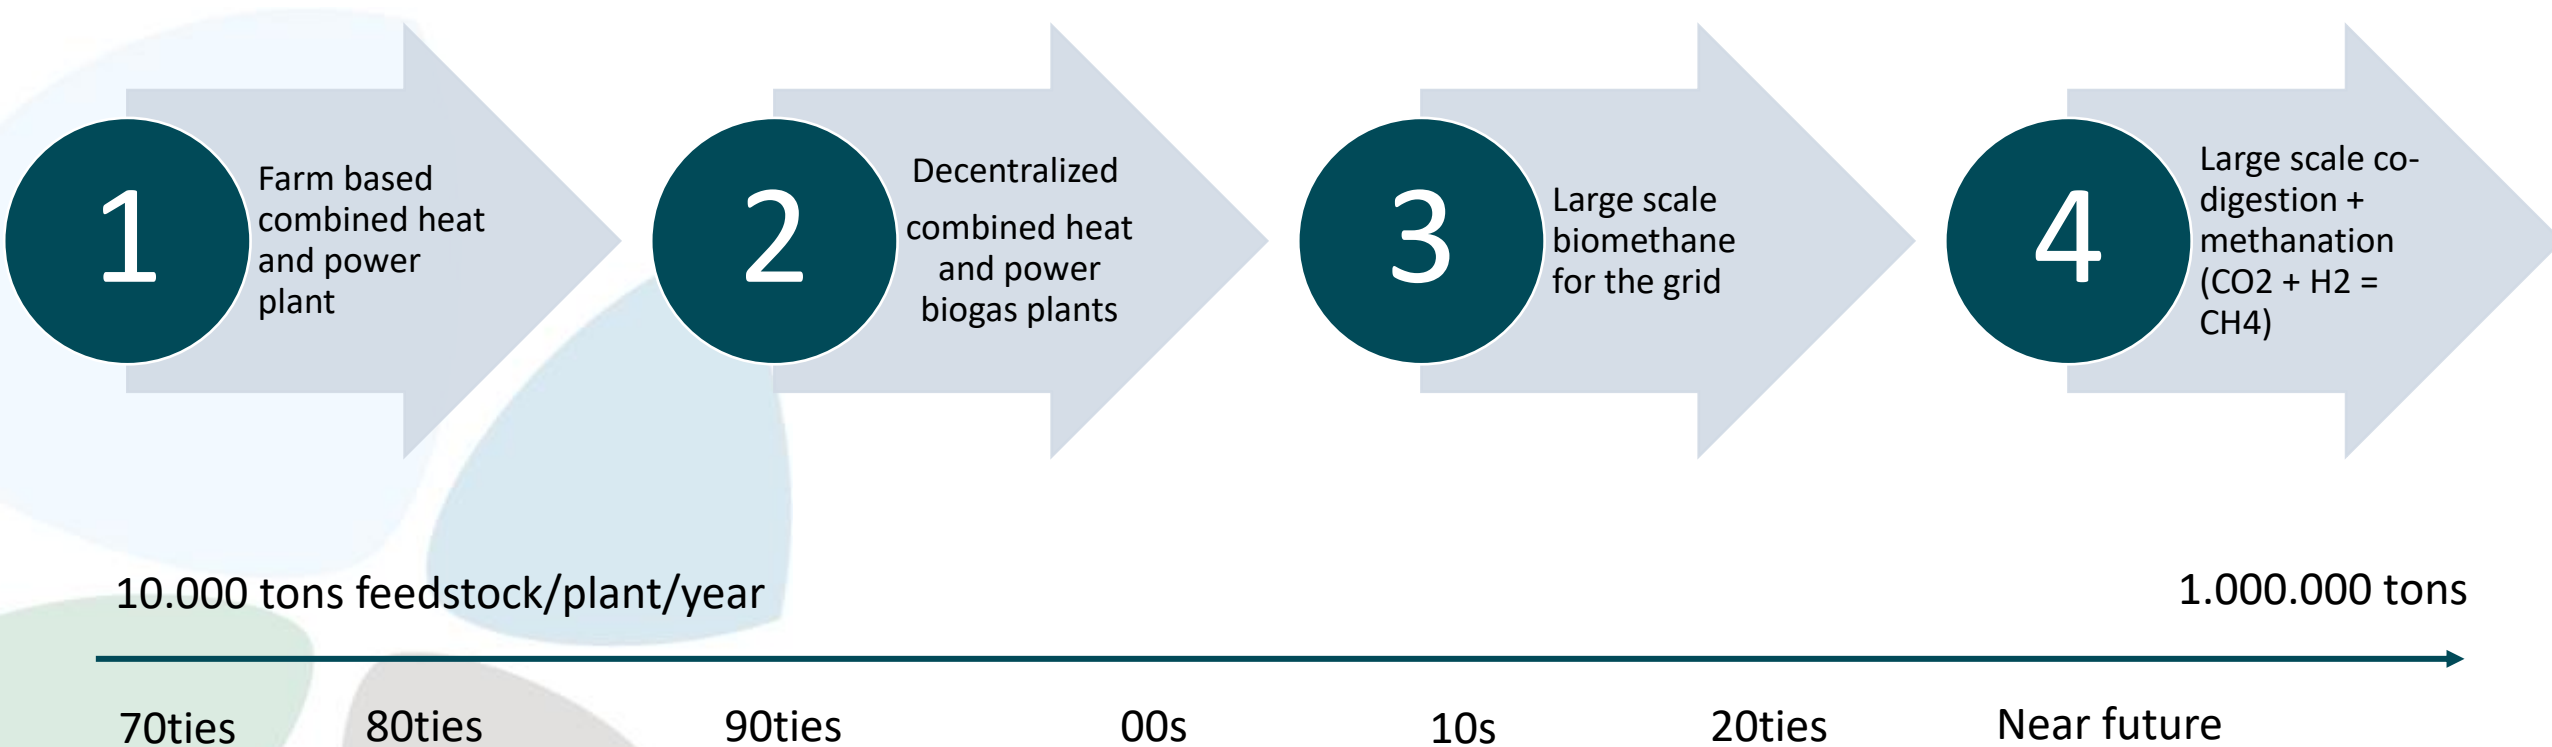 1
Farm based
combined heat
and power
plant
2
Decentralized
combined heat
and power
biogas plants
3
Large scale
biomethane
for the grid
4
Large scale co-
digestion +
methanation
(CO2 + H2 =
CH4)
10.000 tons feedstock/plant/year
1.000.000 tons
70ties
80ties
90ties
00s
10s
20ties
Near future